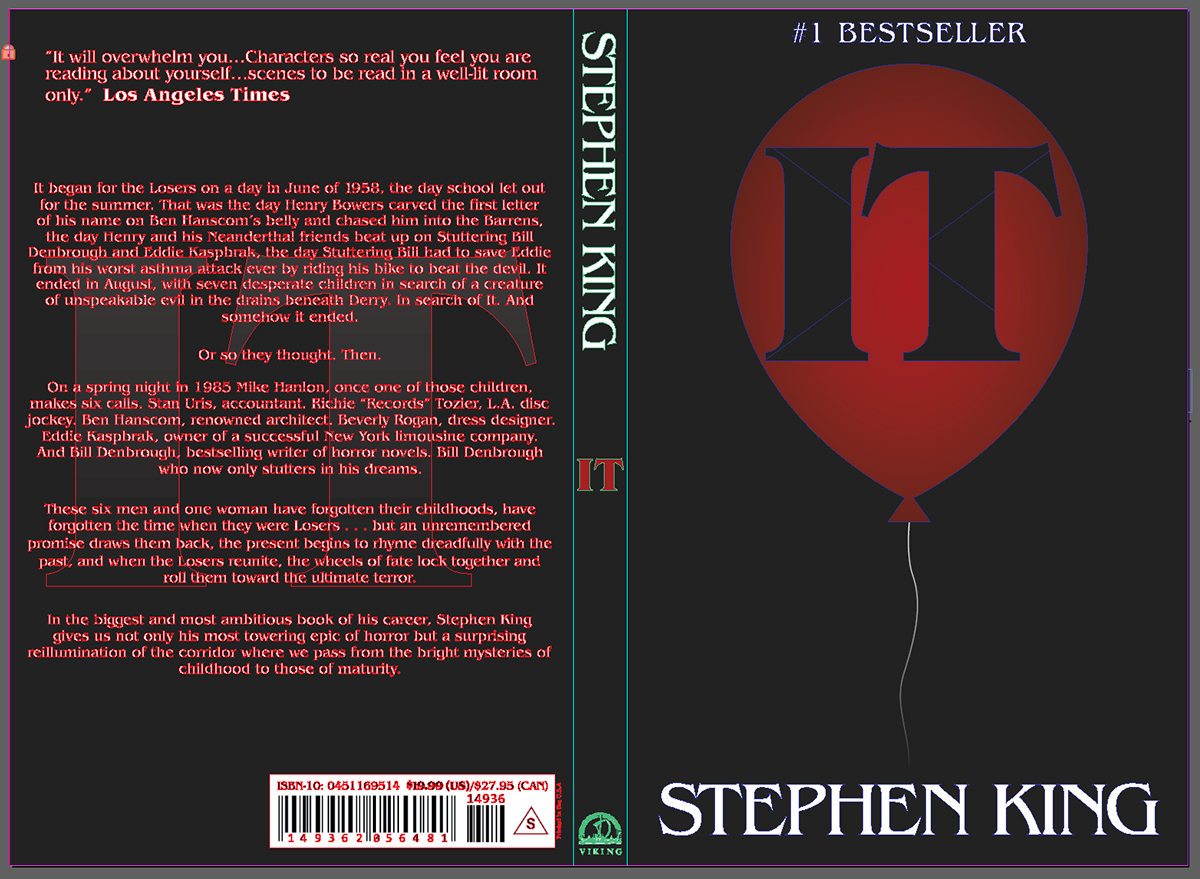 "It will overwhelm you...Characters so real you feel you are
reading about yourself...scenes to be read in a well-lit room
only." Los Angeles Times
It began for the Losers on a day in June of 1958, the day school let out
for the summer. That was the day Henry Bowers carved the first letter
of his name on Ben Hanscom's belly and chased him into the Barrens,
the day Henry and his Neanderthal friends beat up on Stuttering Bill
Denbrough and Eddie Kaspbrak, the day Stuttering Bill had to save Eddie
from his worst asthma attack ever by riding his bike to beat the devil. It
ended in August, with seven desperate children in search of a creature
of unspeakable evil in the drains beneath Derry. In search of It. And
somehow it ended.
Or so they thought. Then.
On a spring night in 1985 Mike Hanlon, once one of those children,
makes six calls. Stan Uris, accountant. Richie "Records" Tozier, L.A. disc
jockey. Ben Hanscom, renowned architect. Beverly Rogan, dress designer.
Eddie Kaspbrak, owner of a successful New York limousine company.
And Bill Denbrough, bestselling writer of horror novels. Bill Denbrough
who now only stutters in his dreams.
These six men and one woman have forgotten their childhoods, have
forgotten the time when they were Losers . . . but an unremembered
promise draws them back, the present begins to rhyme dreadfully with the
past, and when the Losers reunite, the wheels of fate lock together and
roll them toward the ultimate terror.
In the biggest and most ambitious book of his career, Stephen King
gives us not only his most towering epic of horror but a surprising
reillumination of the corridor where we pass from the bright mysteries of
childhood to those of maturity.
IT
ISBN-10: 0451169514 $19.99 (US)/$27.95 (CAN)
14936
1 49362 056481
S
Printed in the U.S.A
STEPHEN KING
IT
VIKING
#1 BESTSELLER
IT
STEPHEN KING